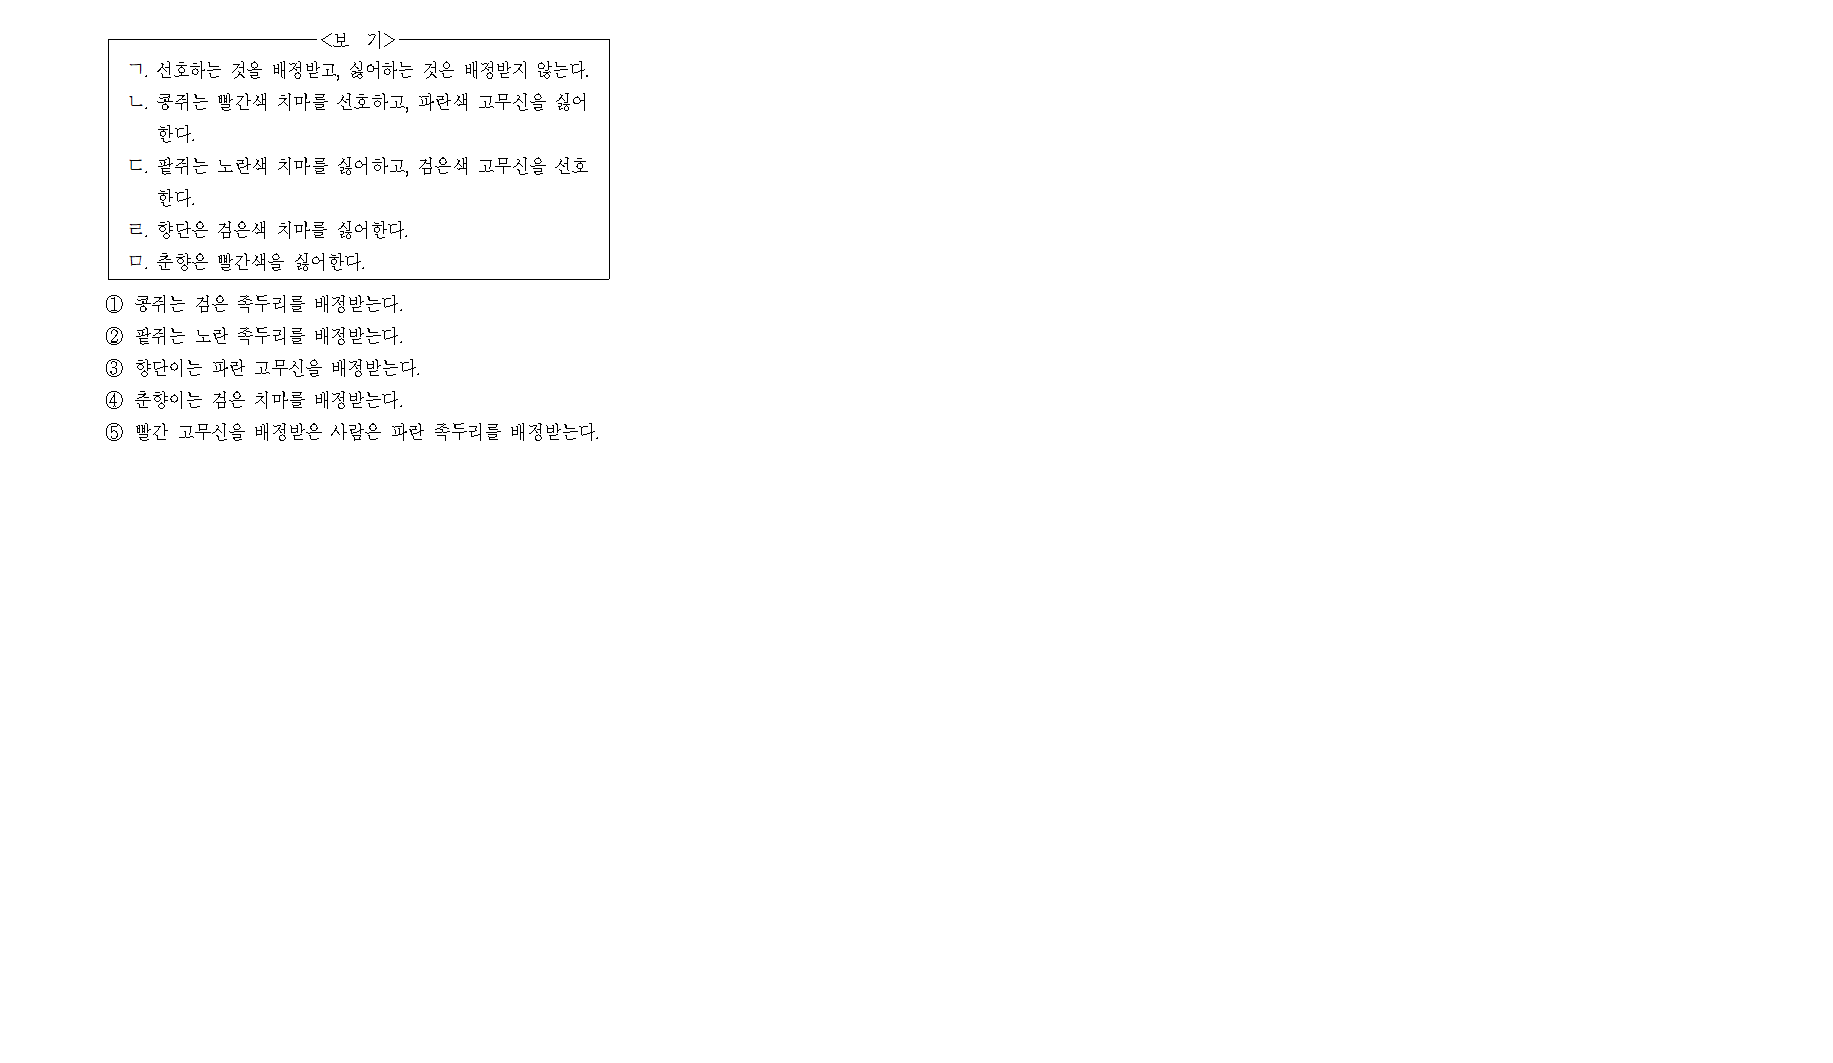 <보 기>
ㄱ. 선호하는 것을 배정받고, 싫어하는 것은 배정받지 않는다.
ㄴ. 콩쥐는 빨간색 치마를 선호하고, 파란색 고무신을 싫어
한다.
ㄷ. 팥쥐는 노란색 치마를 싫어하고, 검은색 고무신을 선호
한다.
ㄹ. 향단은 검은색 치마를 싫어한다.
ㅁ. 춘향은 빨간색을 싫어한다.
① 콩쥐는 검은 족두리를 배정받는다.
② 팥쥐는 노란 족두리를 배정받는다.
③ 향단이는 파란 고무신을 배정받는다.
④ 춘향이는 검은 치마를 배정받는다.
⑤ 빨간 고무신을 배정받은 사람은 파란 족두리를 배정받는다.